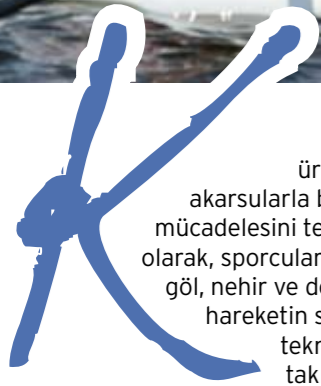 K
ür
akarsularla b
mücadelesini te
olarak, sporcular
göl, nehir ve de
hareketin s
tekn
tak